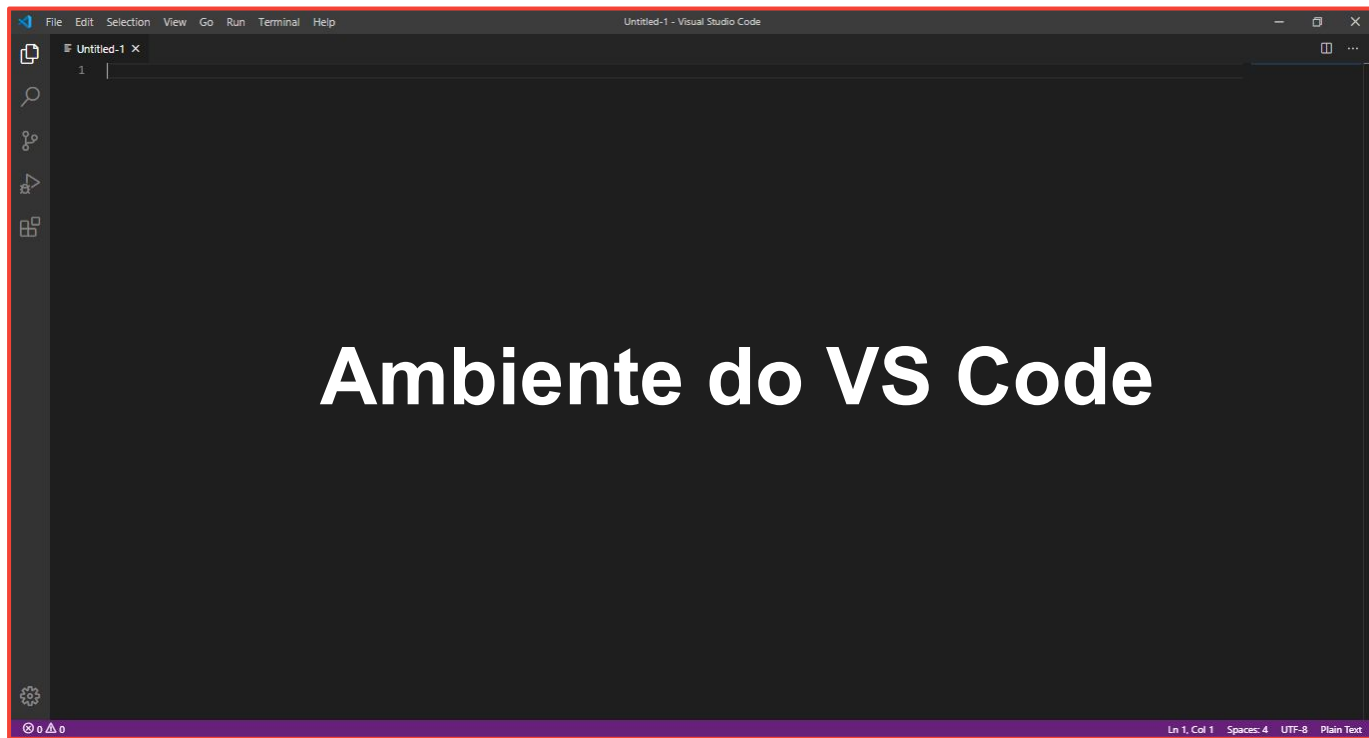 File Edit Selection View Go Run Terminal Help Untitled-1 - Visual Studio Code
Untitled-1
1
Ambiente do VS Code
0 0 Ln 1, Col 1 Spaces: 4 UTF-8 Plain Text